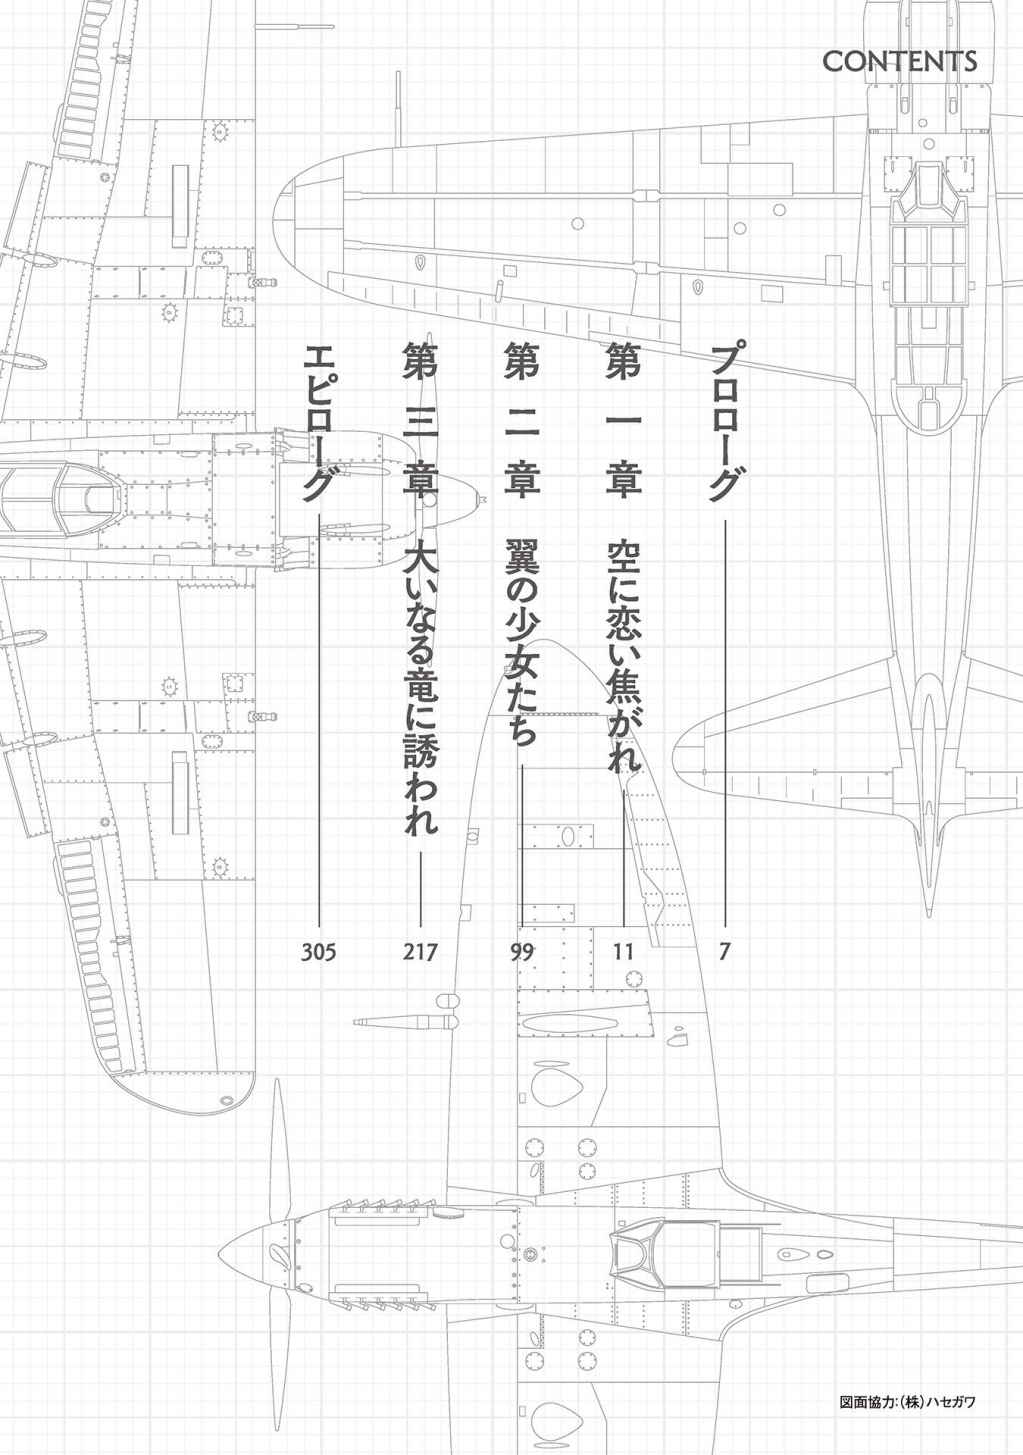 CONTENTS
プロローグ 7
第一章 空に恋い焦がれ 11
第二章 翼の少女たち 99
第三章 大いなる竜に誘われ 217
エピローグ 305
図面協力:(株)ハセガワ